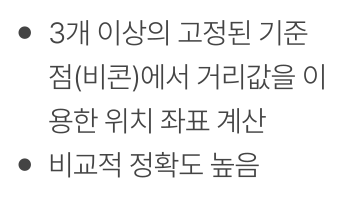 • 3개 이상의 고정된 기준
점(비콘)에서 거리값을 이
용한 위치 좌표 계산
• 비교적 정확도 높음